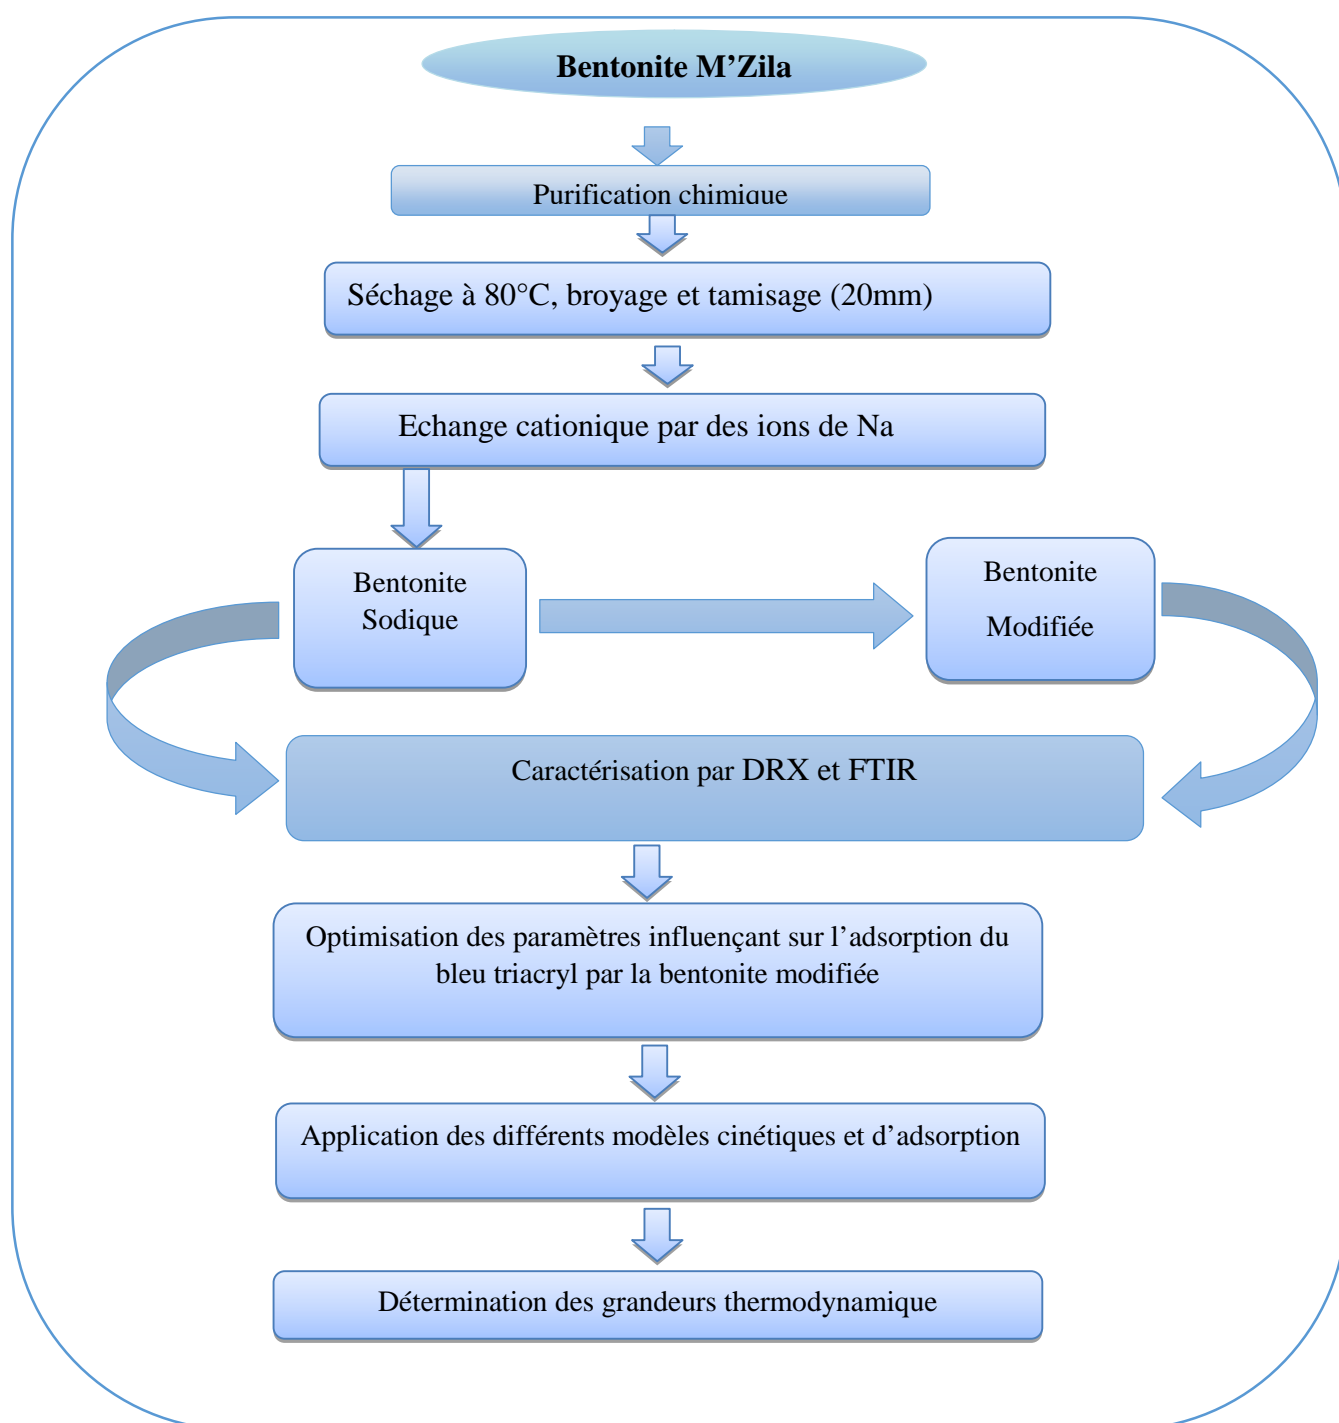 Bentonite M’Zila
Purification chimique
Séchage à 80°C, broyage et tamisage (20mm)
Echange cationique par des ions de Na
Bentonite
Sodique
Bentonite
Modifiée
Caractérisation par DRX et FTIR
Optimisation des paramètres influençant sur l’adsorption du
bleu triacryl par la bentonite modifiée
Application des différents modèles cinétiques et d’adsorption
Détermination des grandeurs thermodynamique